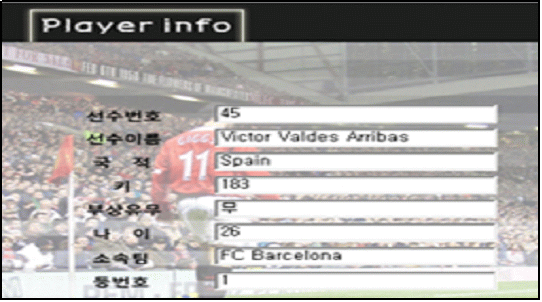 Player info
선수번호 45
선수이름 Victor Valdes Arribas
국 적 Spain
키 183
부상유무 무
나 이 26
소속팀 FC Barcelona
등번호 1
11